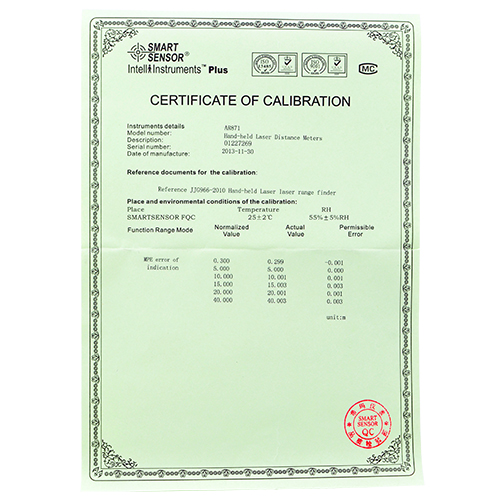 SMART
SENSOR®
Intell Instruments™ Plus
ISO
ISO
MC
CERTIFICATE OF CALIBRATION
Instruments details
Model number: AR871
Description: Hand-held Laser Distance Meters
Serial number: 01227269
Date of manufacture: 2013-11-30
Reference documents for the calibration:
Reference JJG966-2010 Hand-held Laser laser range finder
Place and environmental conditions of the calibration:
Place Temperature RH
SMARTSENSOR FQC 25±2℃ 55%±5%RH
Function Range Mode Normalized Value Actual Value Permissible Error
MPE error of indication 0.300 0.299 -0.001
5.000 5.000 0.000
10.000 10.001 0.001
15.000 15.003 0.003
20.000 20.001 0.001
40.000 40.003 0.003
unit:m
SMART
SENSOR
QC